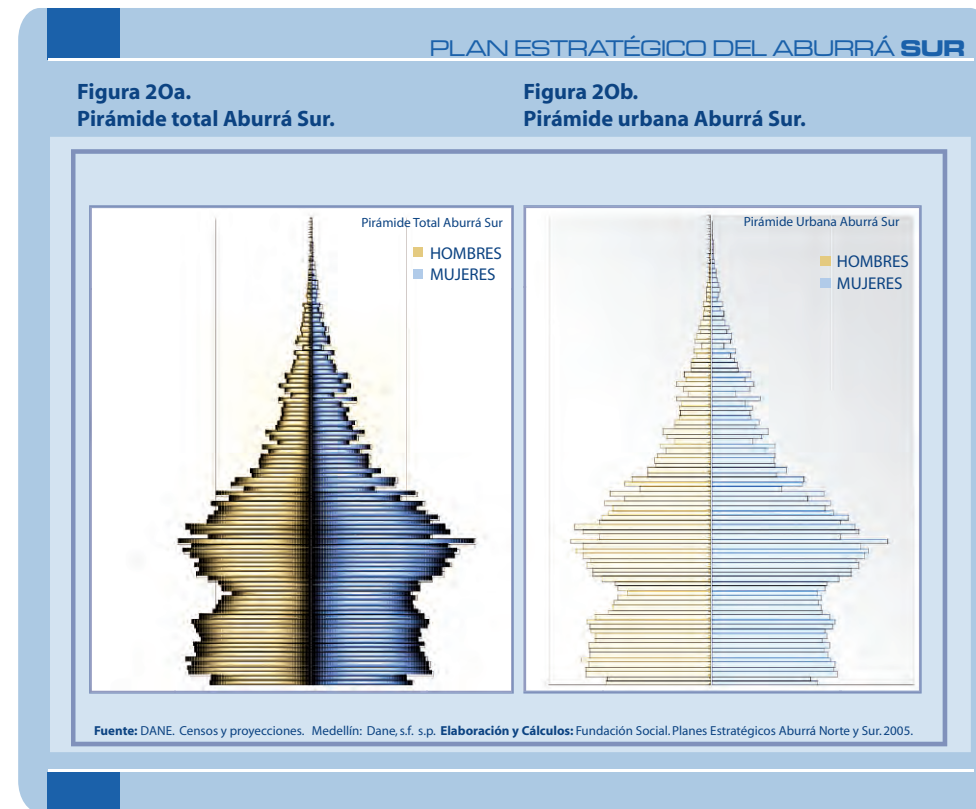 PLAN ESTRATÉGICO DEL ABURRÁ SUR
Figura 20a.
Pirámide total Aburrá Sur.
Figura 20b.
Pirámide urbana Aburrá Sur.
Pirámide Total Aburrá Sur
HOMBRES
MUJERES
Pirámide Urbana Aburrá Sur
HOMBRES
MUJERES
Fuente: DANE. Censos y proyecciones. Medellín: Dane, s.f. s.p. Elaboración y Cálculos: Fundación Social. Planes Estratégicos Aburrá Norte y Sur. 2005.